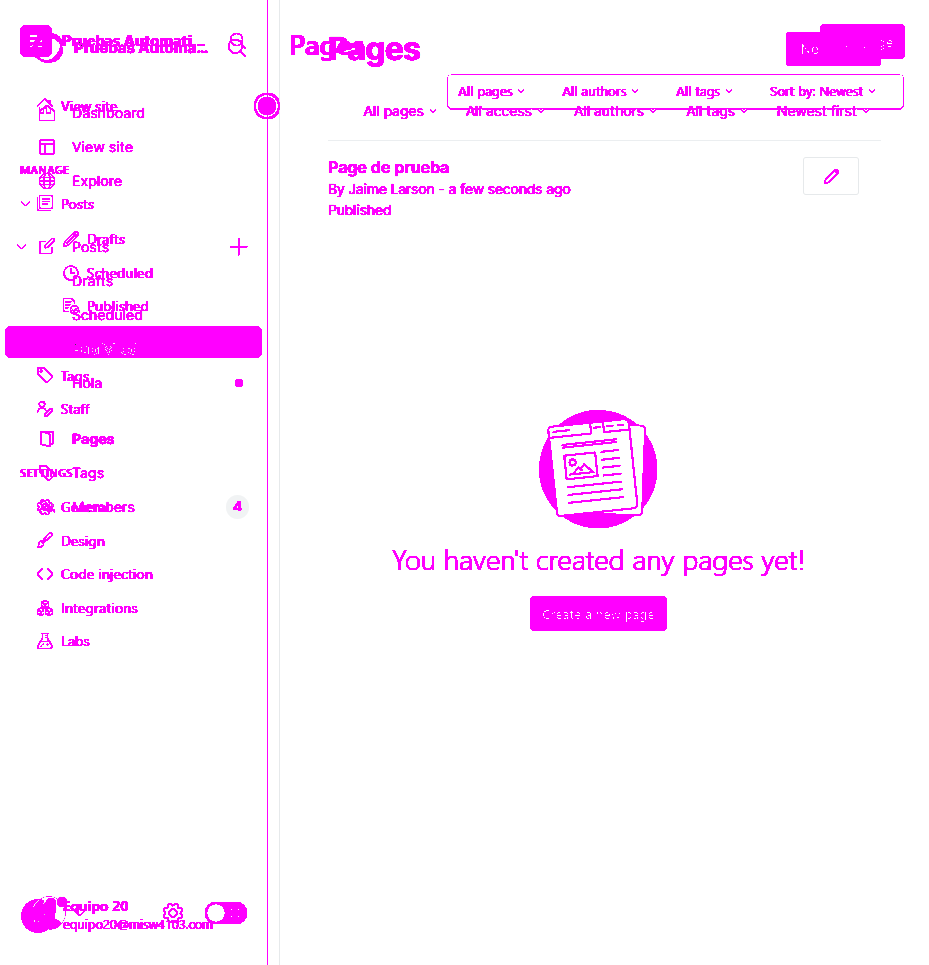 Pruebas Automati...
Pruebas Automa...
Pages
Pages
All pages
All authors
All tags
Sort by: Newest
All pages
All access
All authors
All tags
Newest first
View site
Dashboard
View site
MANAGE
Explore
Posts
Drafts
Posts
Scheduled
Drafts
Published
Scheduled
Tags
Hola
Staff
Pages
SETTINGS
Tags
Members
4
Design
Code injection
Integrations
Labs
Page de prueba
By Jaime Larson - a few seconds ago
Published
You haven't created any pages yet!
Create a new page
Equipo 20
equipo20@misw4103.com